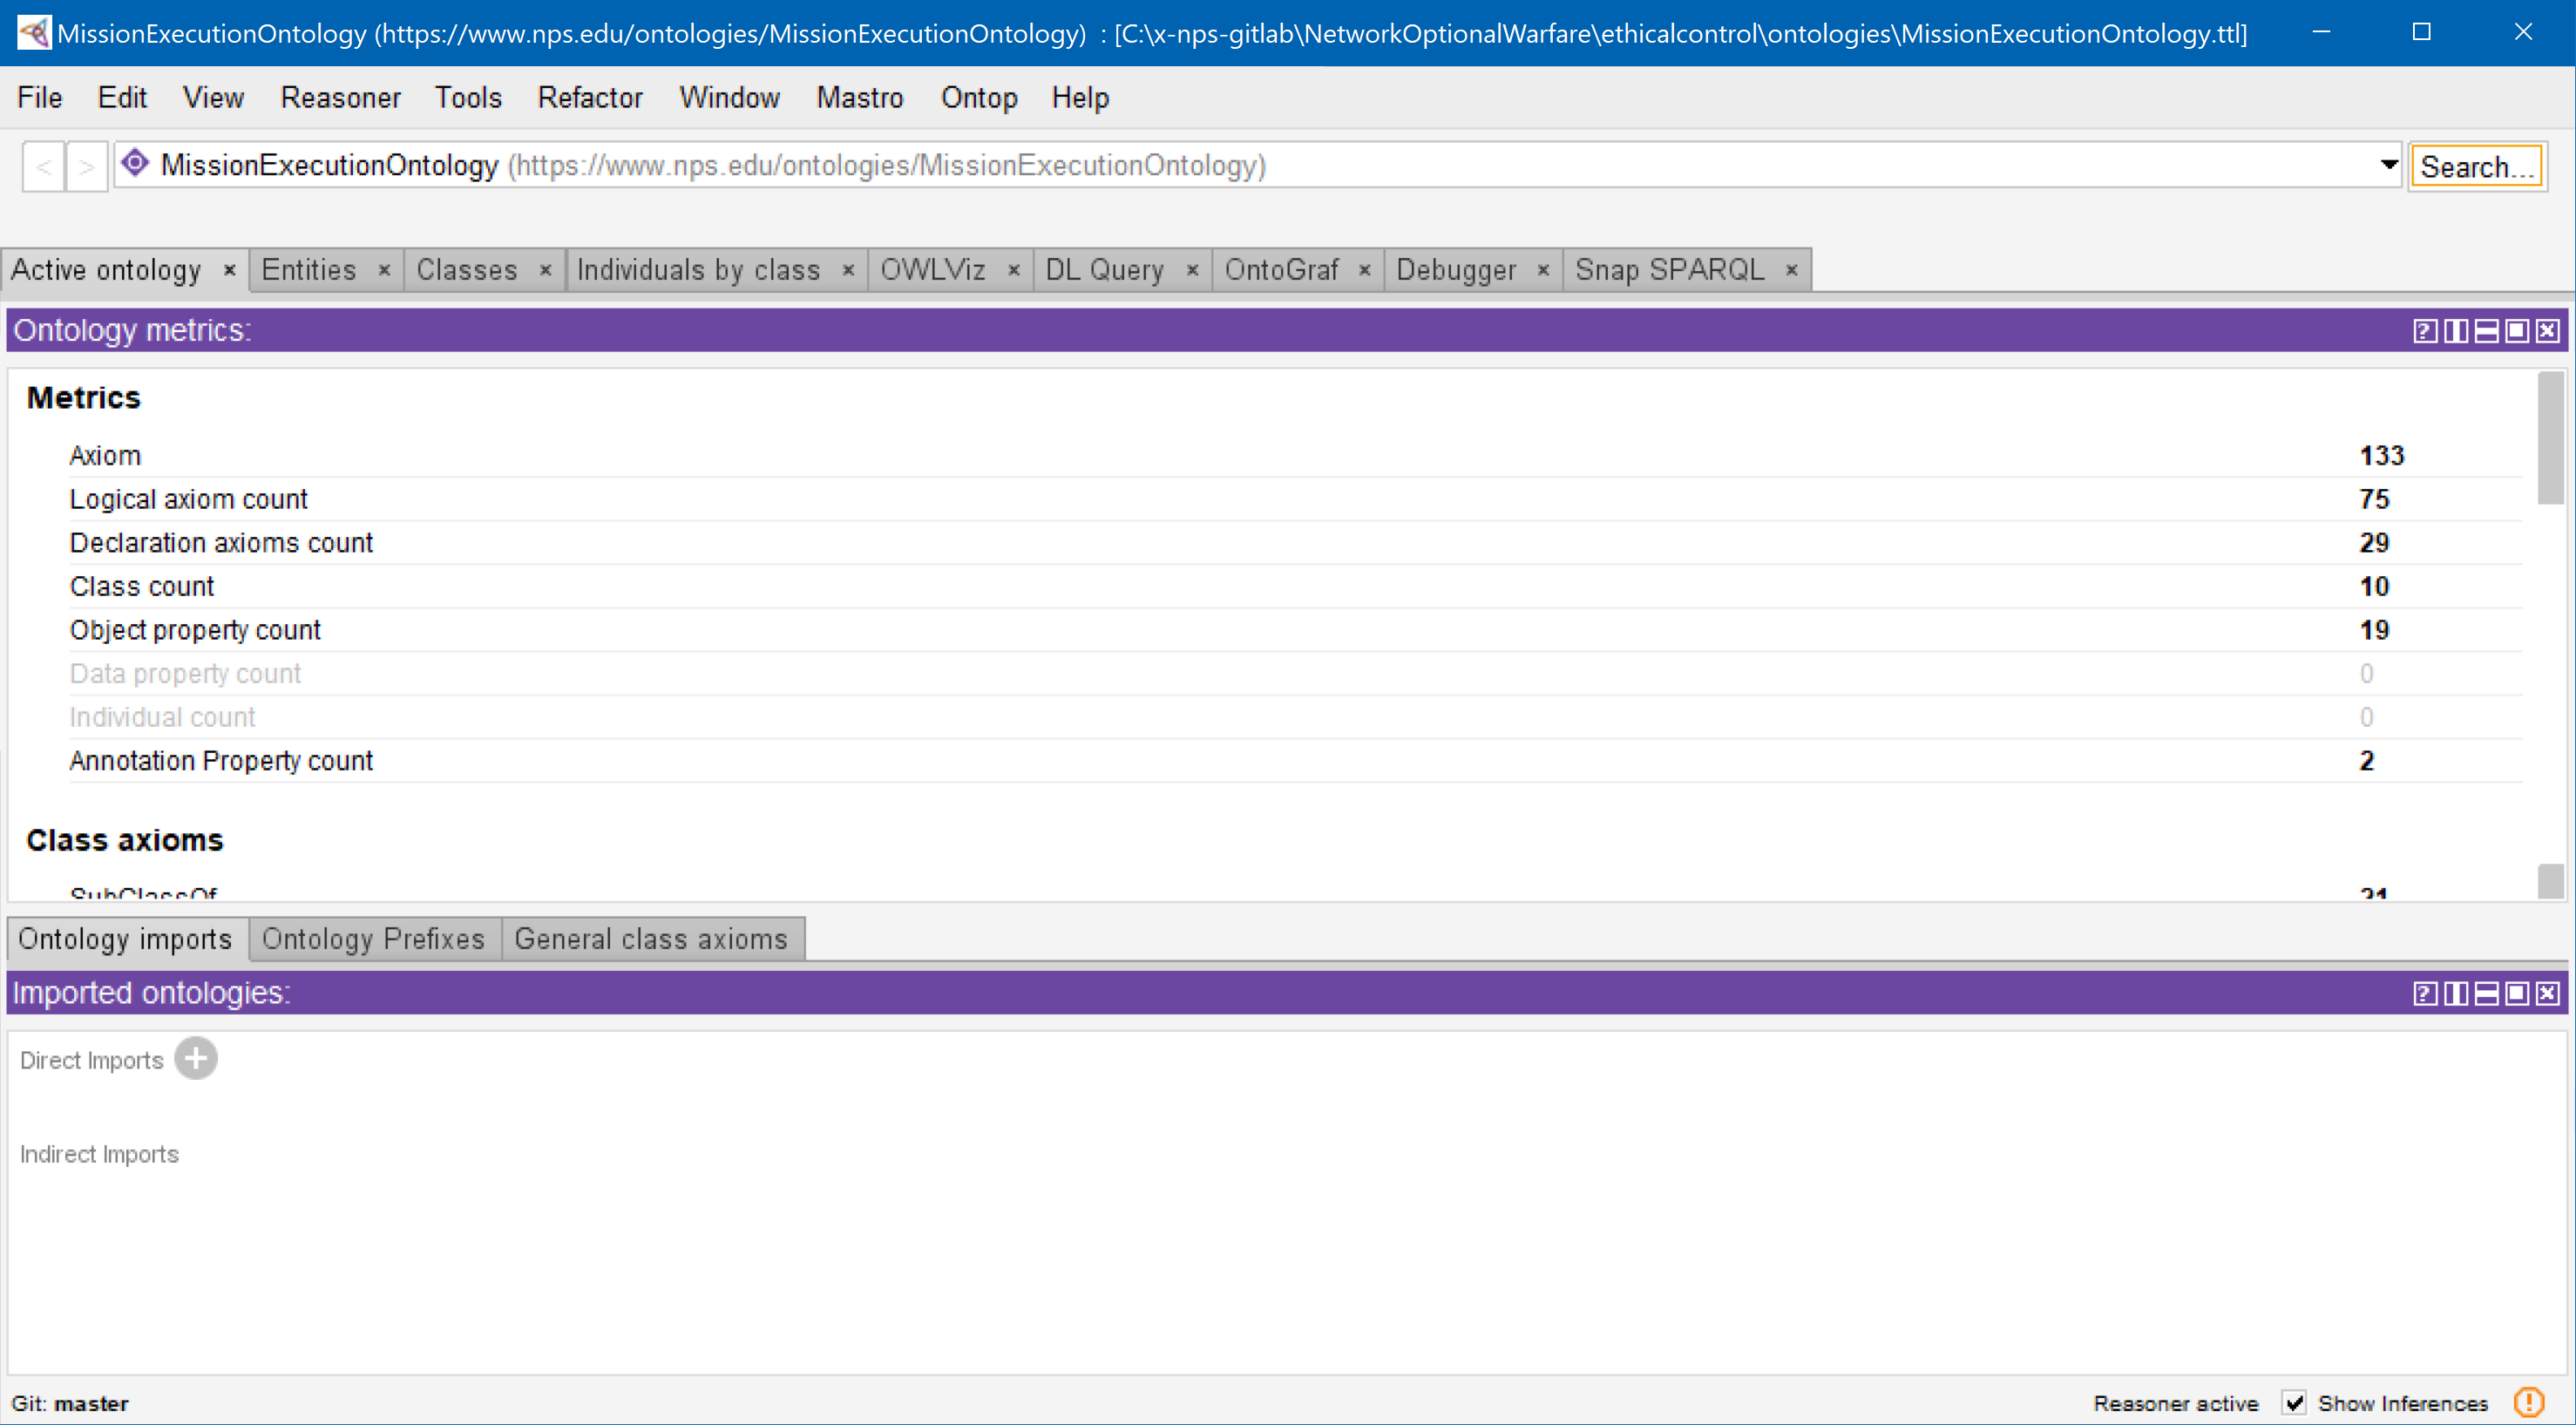 MissionExecutionOntology (https://www.nps.edu/ontologies/MissionExecutionOntology) : [C:\x-nps-gitlab\NetworkOptionalWarfare\ethicalcontrol\ontologies\MissionExecutionOntology.ttl]
File Edit View Reasoner Tools Refactor Window Mastro Ontop Help
< > MissionExecutionOntology (https://www.nps.edu/ontologies/MissionExecutionOntology) Search...
Active ontology × Entities × Classes × Individuals by class × OWLViz × DL Query × OntoGraf × Debugger × Snap SPARQL ×
Ontology metrics:
Metrics
Axiom 133
Logical axiom count 75
Declaration axioms count 29
Class count 10
Object property count 19
Data property count 0
Individual count 0
Annotation Property count 2
Class axioms
SubClassOf
Ontology imports Ontology Prefixes General class axioms
Imported ontologies:
Direct Imports
Indirect Imports
Git: master Reasoner active Show Inferences